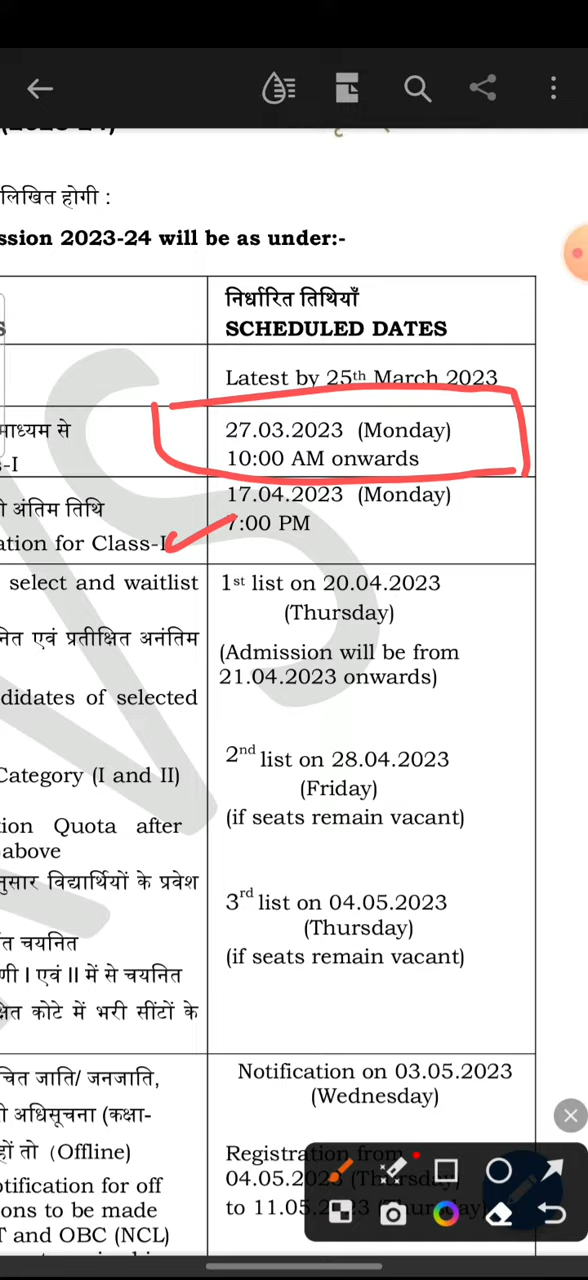 लिखित होगी :
ssion 2023-24 will be as under:-
निर्धारित तिथियाँ
SCHEDULED DATES
Latest by 25th March 2023
माध्यम से
s-I
27.03.2023 (Monday)
10:00 AM onwards
ी अंतिम तिथि
ation for Class-I
17.04.2023 (Monday)
7:00 PM
select and waitlist
नित एवं प्रतीक्षित अनंतिम
didates of selected
Category (I and II)
tion Quota after
above
नुसार विद्यार्थियों के प्रवेश
त चयनित
णी I एवं II में से चयनित
क्षित कोटे में भरी सींटों के
1st list on 20.04.2023
(Thursday)
(Admission will be from
21.04.2023 onwards)
2nd list on 28.04.2023
(Friday)
(if seats remain vacant)
3rd list on 04.05.2023
(Thursday)
(if seats remain vacant)
चित जाति/ जनजाति,
ी अधिसूचना (कक्षा-
हों तो (Offline)
otification for off
ons to be made
T and OBC (NCL)
Notification on 03.05.2023
(Wednesday)
Registration from
04.05.2023 (Thursday)
to 11.05.2023 (Thursday)